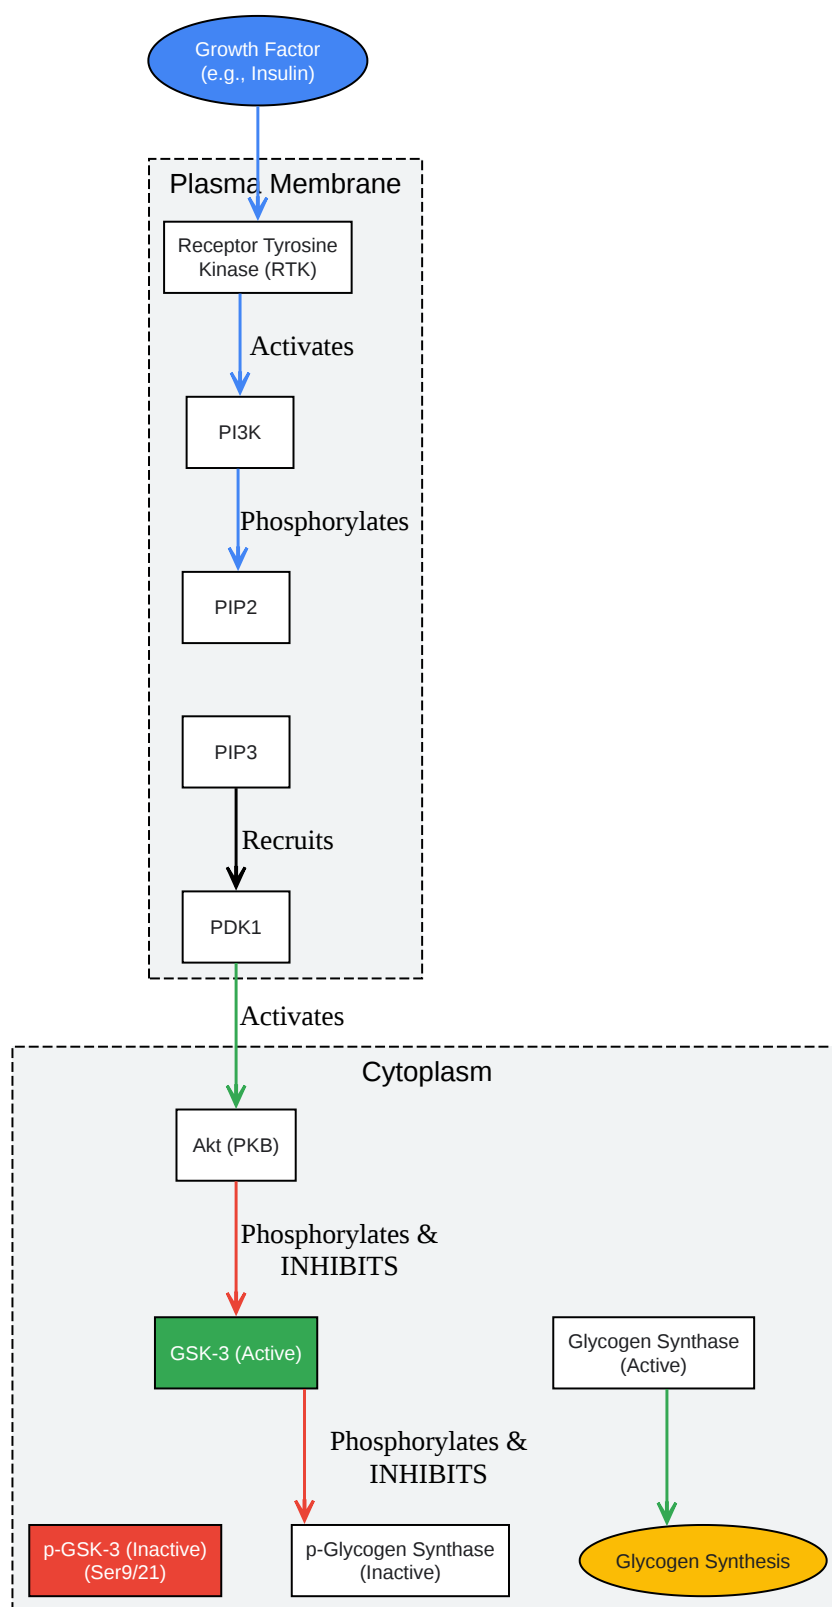 Growth Factor
(e.g., Insulin)
Plasma Membrane
Receptor Tyrosine
Kinase (RTK)
Activates
PI3K
Phosphorylates
PIP2
PIP3
Recruits
PDK1
Activates
Cytoplasm
Akt (PKB)
Phosphorylates &
INHIBITS
GSK-3 (Active)
Glycogen Synthase
(Active)
Phosphorylates &
INHIBITS
p-GSK-3 (Inactive)
(Ser9/21)
p-Glycogen Synthase
(Inactive)
Glycogen Synthesis